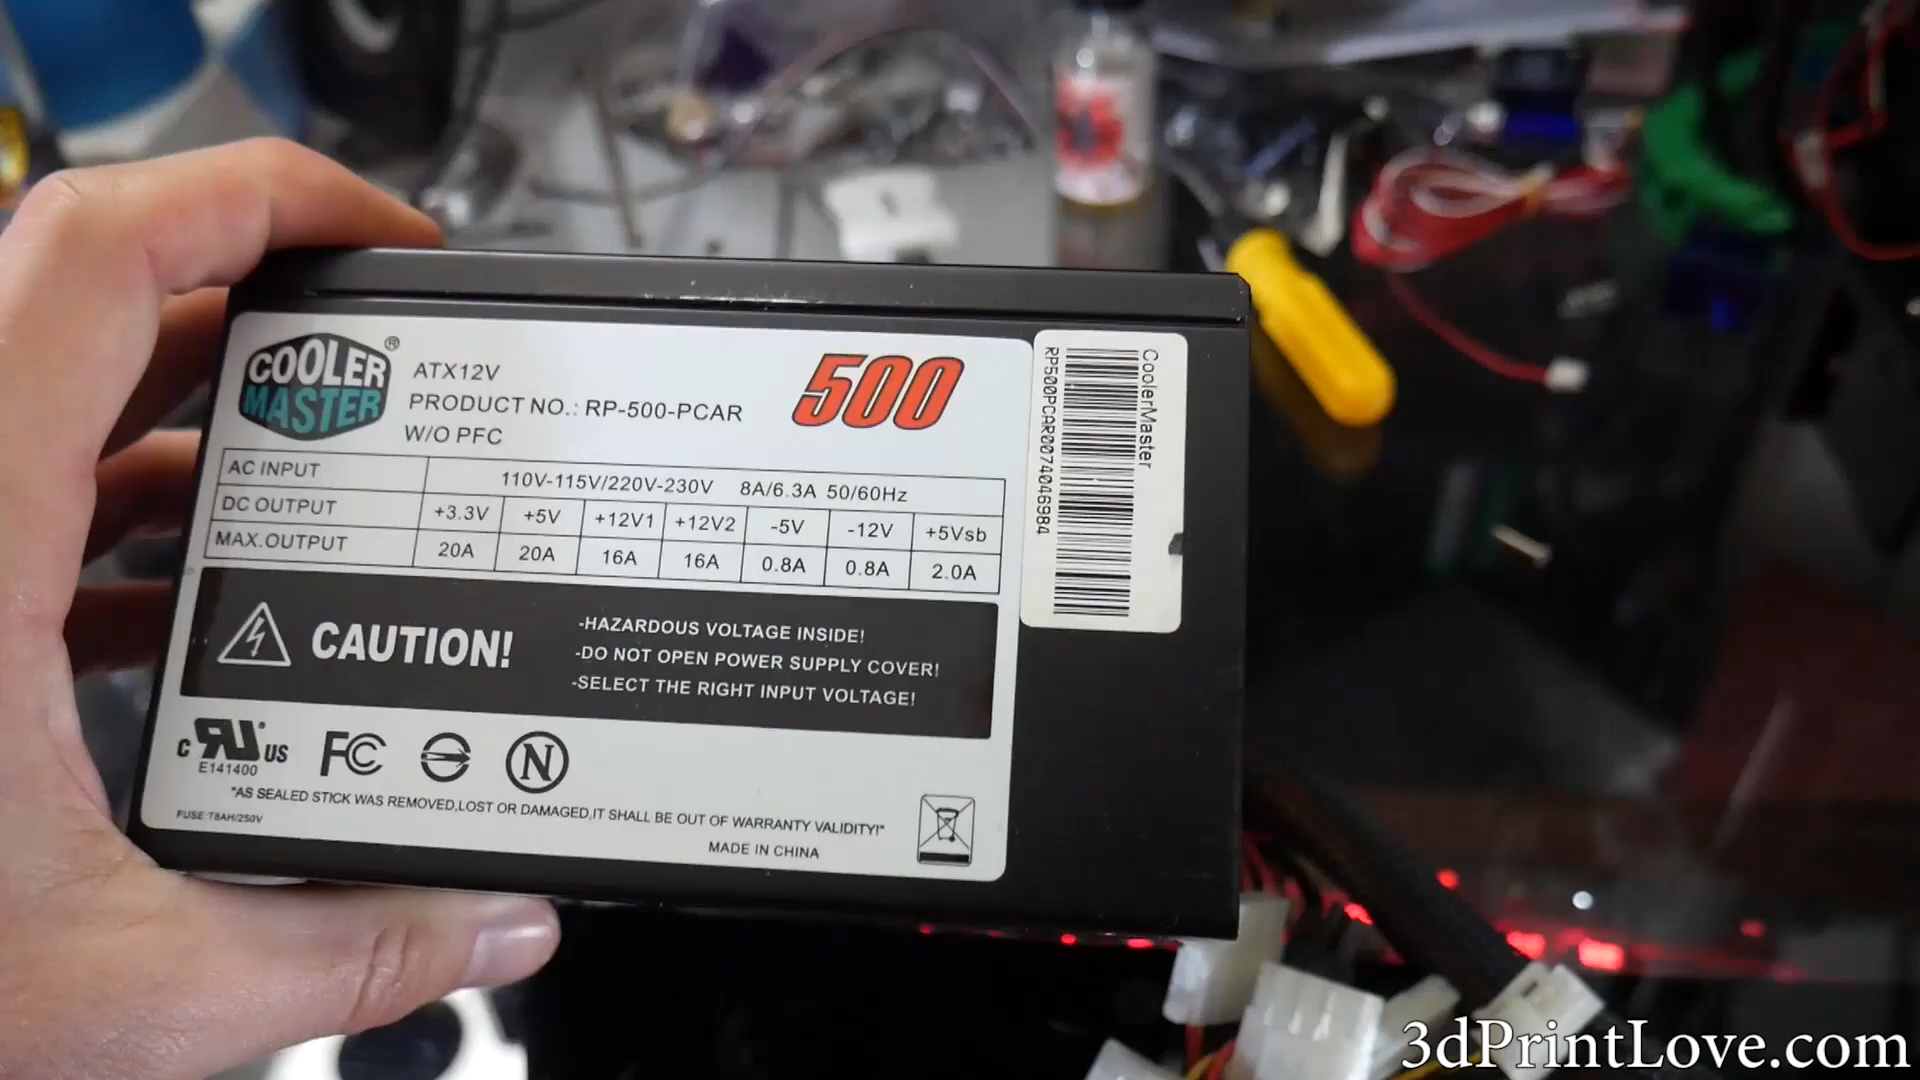 COOLER
MASTER
®
ATX12V
PRODUCT NO.: RP-500-PCAR
W/O PFC
500
AC INPUT 110V-115V/220V-230V 8A/6.3A 50/60Hz
DC OUTPUT +3.3V +5V +12V1 +12V2 -5V -12V +5Vsb
MAX.OUTPUT 20A 20A 16A 16A 0.8A 0.8A 2.0A
CAUTION!
-HAZARDOUS VOLTAGE INSIDE!
-DO NOT OPEN POWER SUPPLY COVER!
-SELECT THE RIGHT INPUT VOLTAGE!
C RU US
E141400
FC
N
"AS SEALED STICK WAS REMOVED,LOST OR DAMAGED,IT SHALL BE OUT OF WARRANTY VALIDITY!"
FUSE:T8AH/250V
MADE IN CHINA
CoolerMaster
RP500PCAR0074046984
3dPrintLove.com